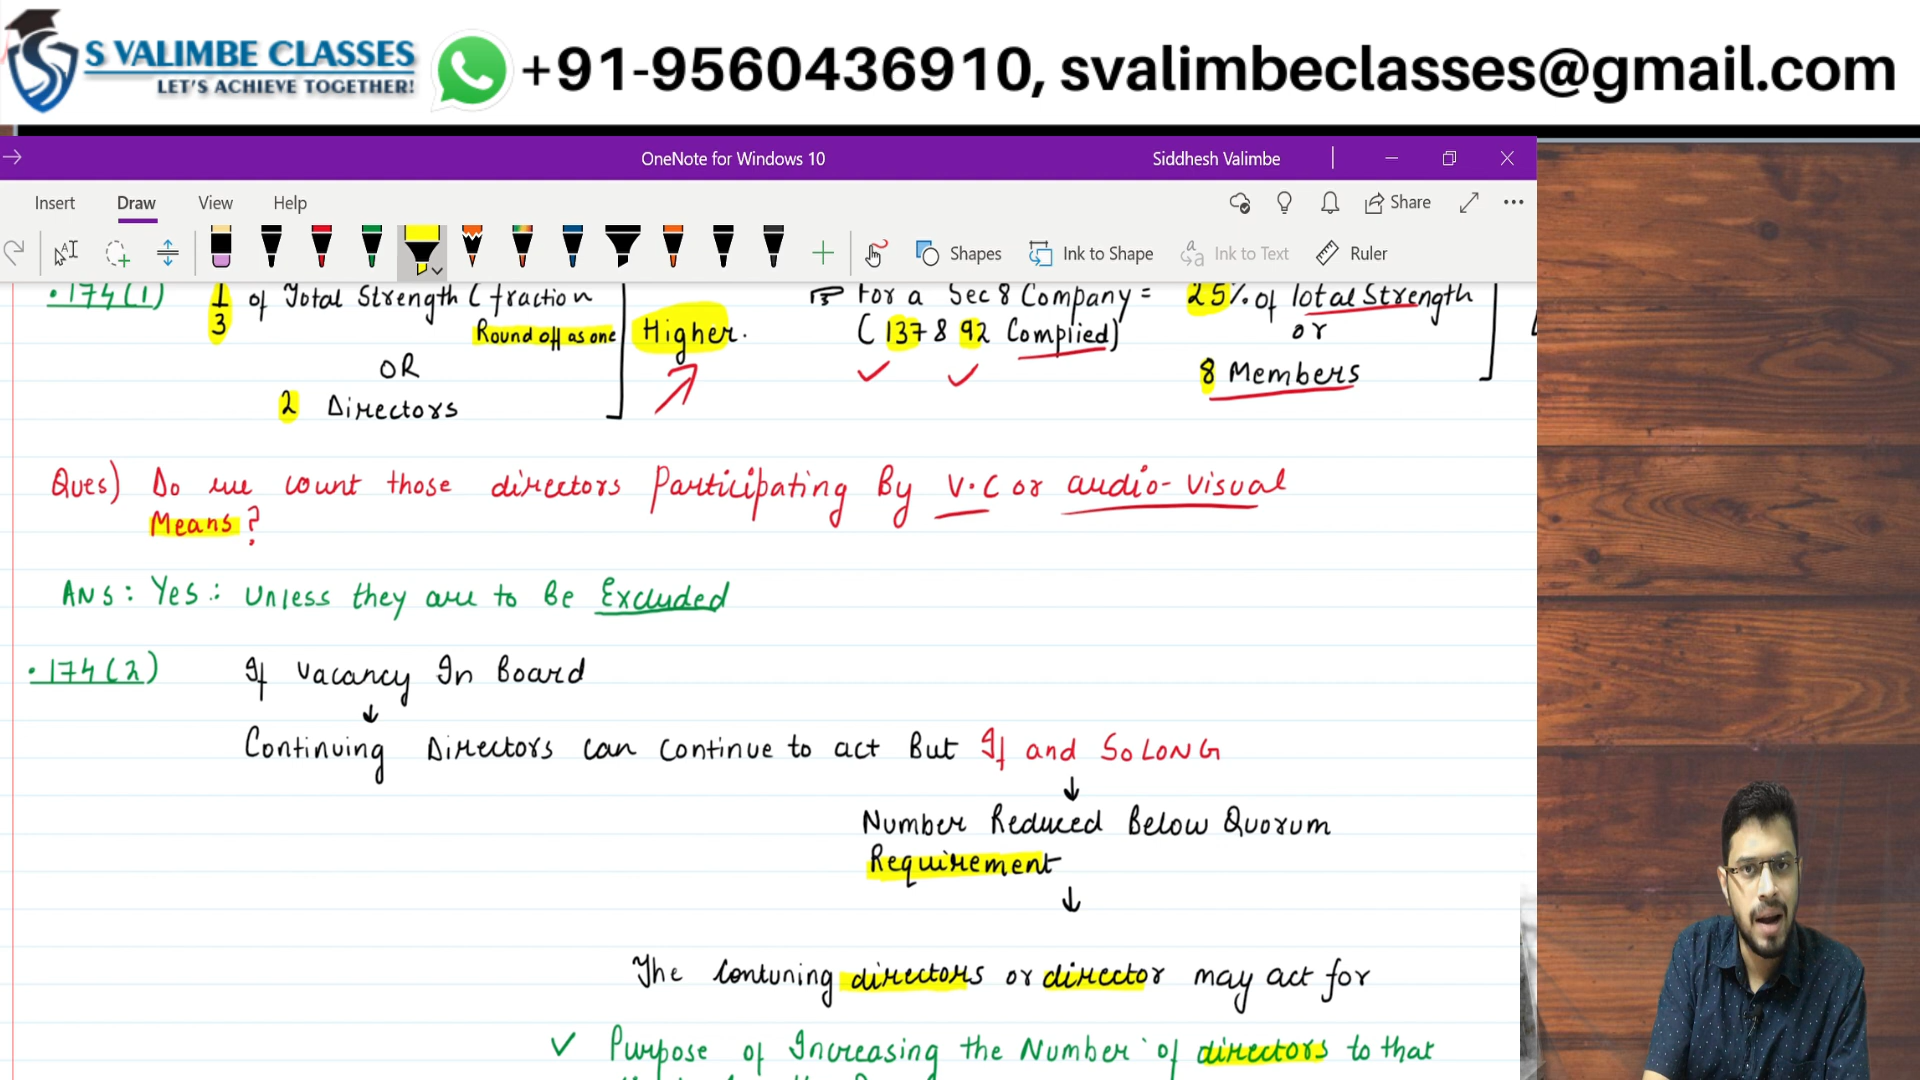 S VALIMBE CLASSES
LET'S ACHIEVE TOGETHER!
+91-9560436910, svalimbeclasses@gmail.com
OneNote for Windows 10
Siddhesh Valimbe
Insert Draw View Help
Share
Shapes Ink to Shape Ink to Text Ruler
• 174(1) 1/3 of Total Strength (fraction
Round off as one
OR
2 Directors
Higher.
For a Sec 8 Company = 25% of Total Strength
(137 & 92 Complied) or
8 Members
Ques) Do we count those directors Participating By V.C or audio-visual
Means?
Ans: Yes: Unless they are to be Excluded
• 174(2) If Vacancy In Board
↓
Continuing Directors can continue to act But If and So LONG
↓
Number Reduced Below Quorum
Requirement
↓
The contuning directors or director may act for
✓ Purpose of Increasing the Number of directors to that